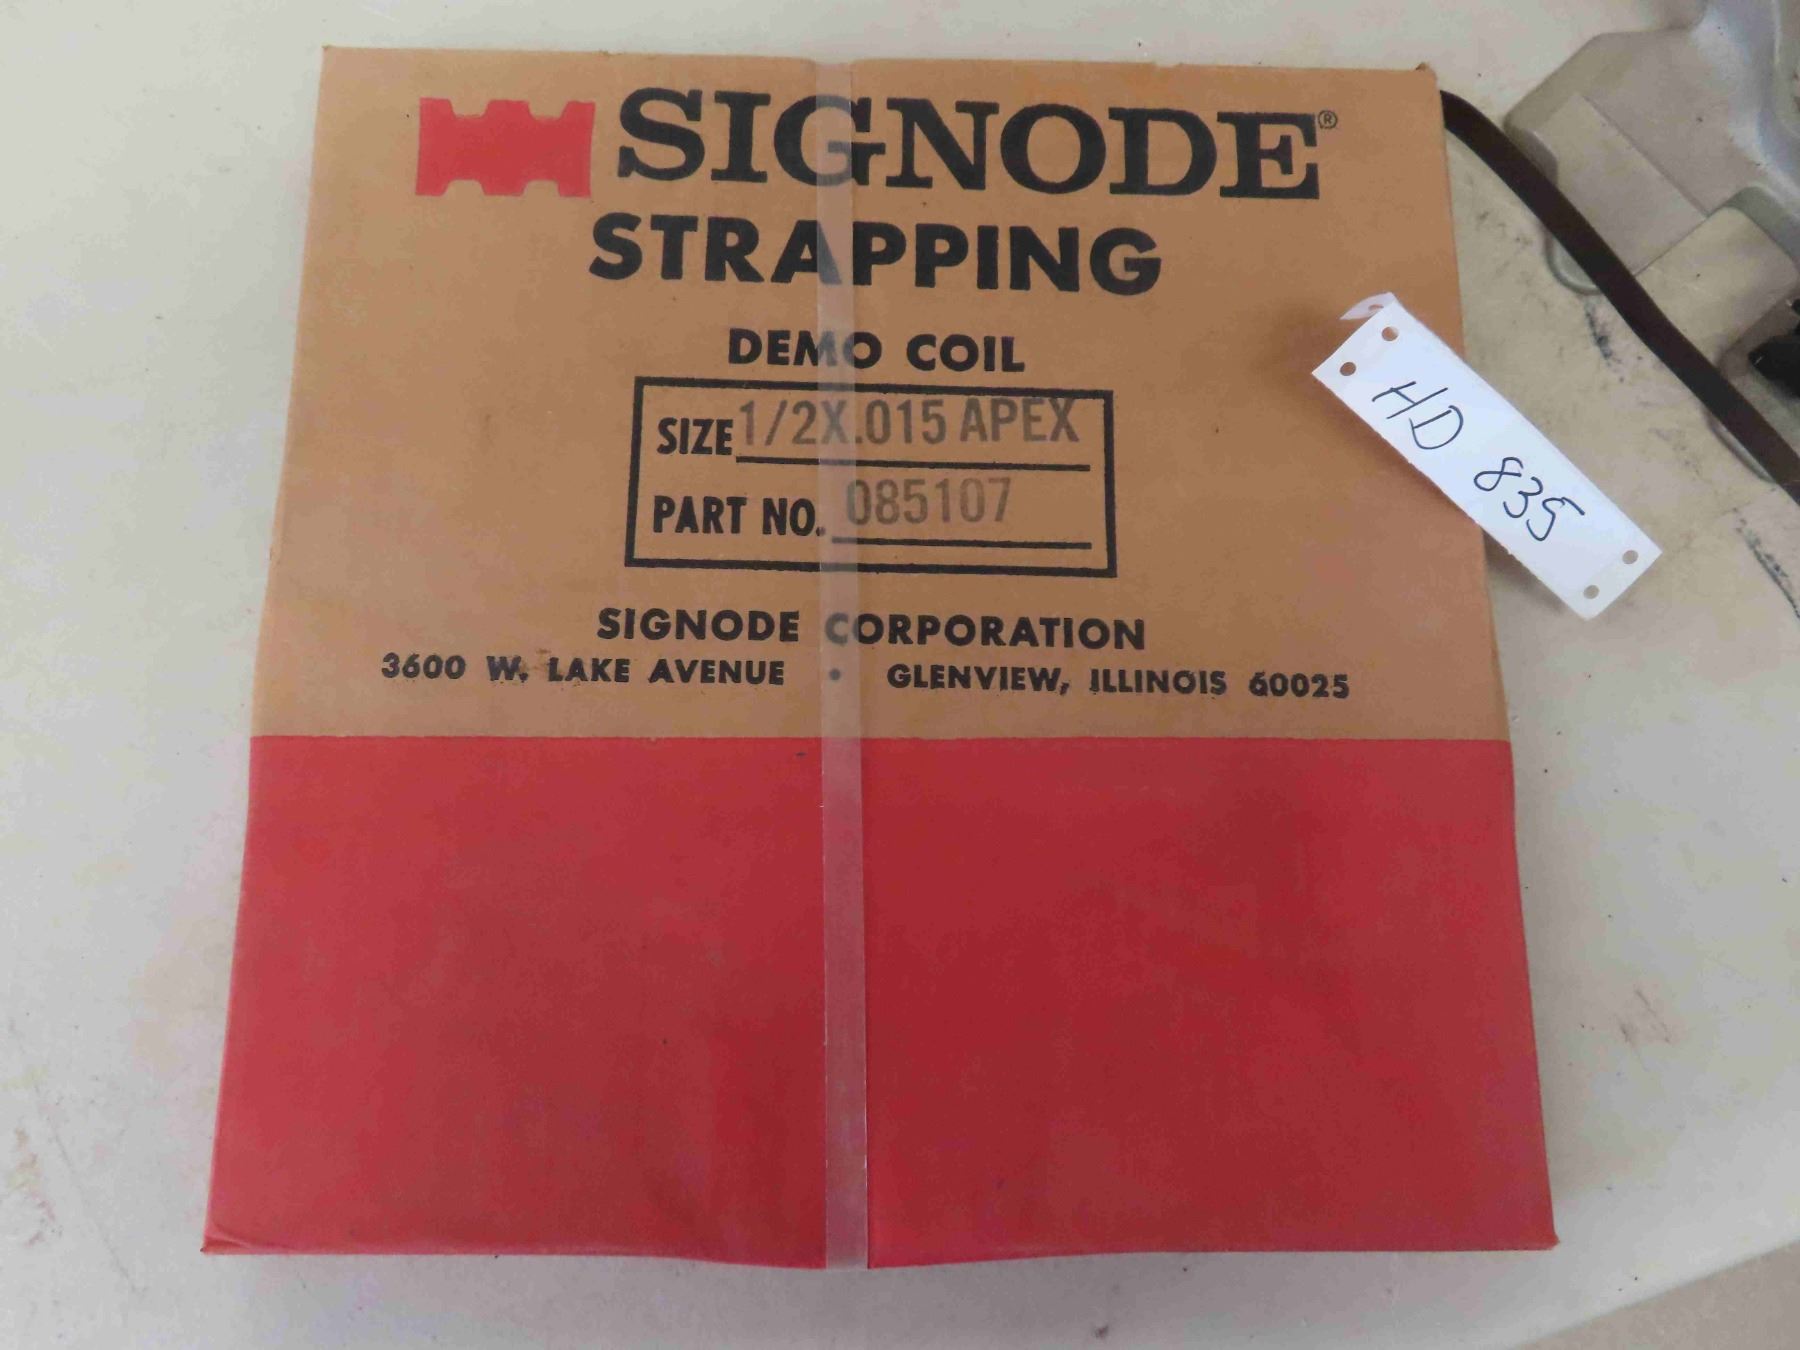 SIGNODE®
STRAPPING
DEMO COIL
SIZE 1/2X.015 APEX
PART NO. 085107
SIGNODE CORPORATION
3600 W. LAKE AVENUE • GLENVIEW, ILLINOIS 60025
HD 835